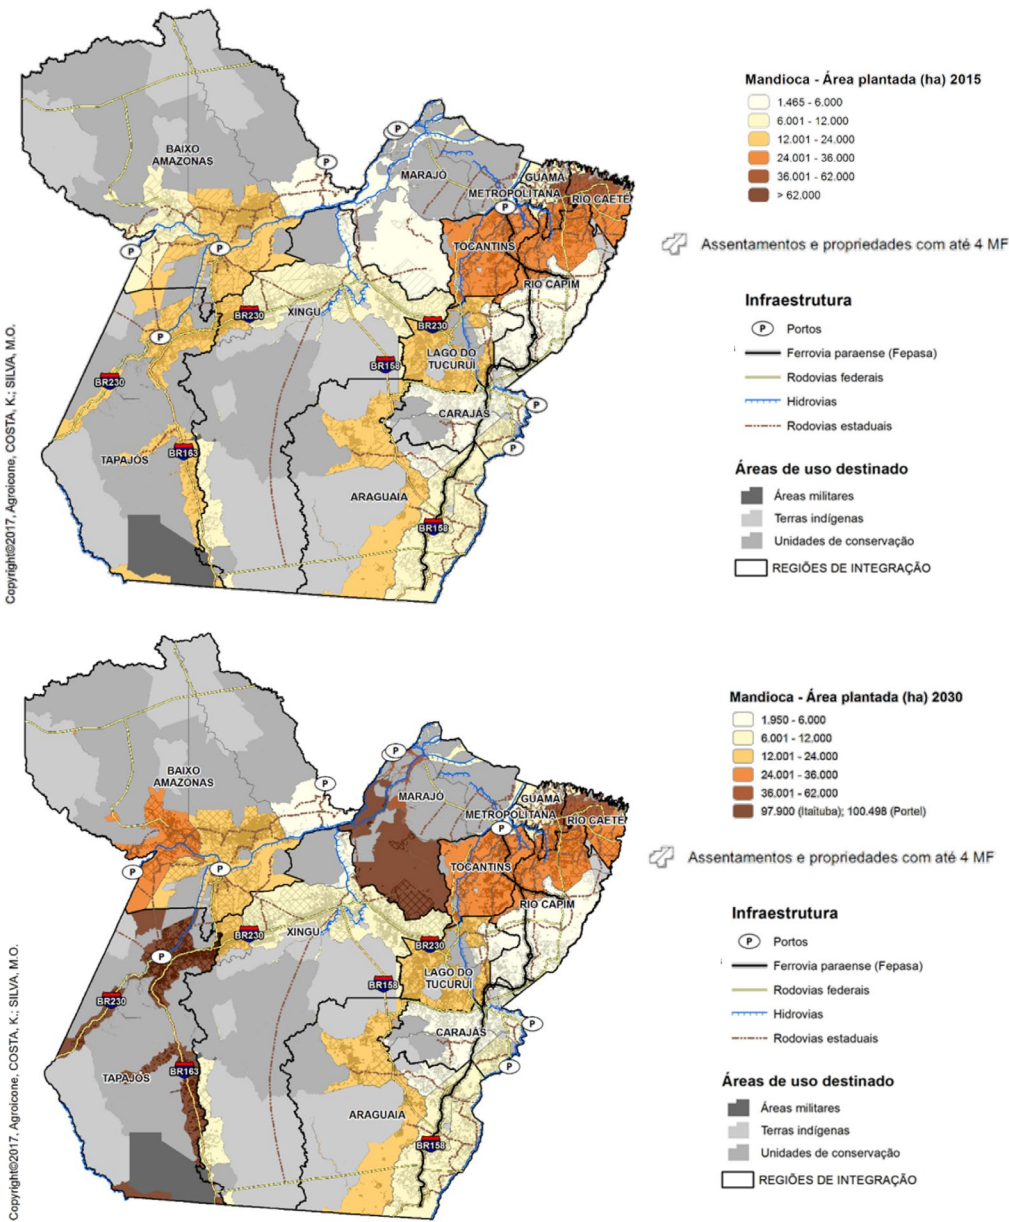 BAIXO
AMAZONAS
P
P
P
P
P
P
P
P
MARAJÓ
GUAMÁ
METROPOLITANA
RIO CAETÉ
TOCANTINS
RIO CAPIM
XINGU
BR230
BR230
BR230
LAGO DO
TUCURUÍ
BR158
CARAJÁS
TAPAJÓS
BR163
ARAGUAIA
BR158
Copyright©2017, Agroicone, COSTA, K.; SILVA, M.O.
Mandioca - Área plantada (ha) 2015
1.465 - 6.000
6.001 - 12.000
12.001 - 24.000
24.001 - 36.000
36.001 - 62.000
> 62.000
Assentamentos e propriedades com até 4 MF
Infraestrutura
P Portos
Ferrovia paraense (Fepasa)
Rodovias federais
Hidrovias
Rodovias estaduais
Áreas de uso destinado
Áreas militares
Terras indígenas
Unidades de conservação
REGIÕES DE INTEGRAÇÃO
BAIXO
AMAZONAS
P
P
P
P
P
P
P
P
MARAJÓ
GUAMÁ
METROPOLITANA
RIO CAETÉ
TOCANTINS
RIO CAPIM
XINGU
BR230
BR230
BR230
LAGO DO
TUCURUÍ
BR158
CARAJÁS
TAPAJÓS
BR163
ARAGUAIA
BR158
Copyright©2017, Agroicone, COSTA, K.; SILVA, M.O.
Mandioca - Área plantada (ha) 2030
1.950 - 6.000
6.001 - 12.000
12.001 - 24.000
24.001 - 36.000
36.001 - 62.000
97.900 (Itaituba); 100.498 (Portel)
Assentamentos e propriedades com até 4 MF
Infraestrutura
P Portos
Ferrovia paraense (Fepasa)
Rodovias federais
Hidrovias
Rodovias estaduais
Áreas de uso destinado
Áreas militares
Terras indígenas
Unidades de conservação
REGIÕES DE INTEGRAÇÃO